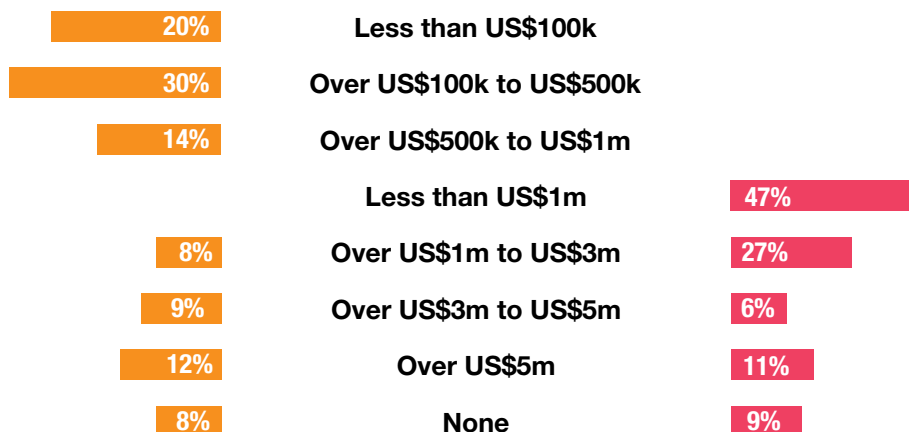 20% Less than US$100k
30% Over US$100k to US$500k
14% Over US$500k to US$1m
Less than US$1m 47%
8% Over US$1m to US$3m 27%
9% Over US$3m to US$5m 6%
12% Over US$5m 11%
8% None 9%